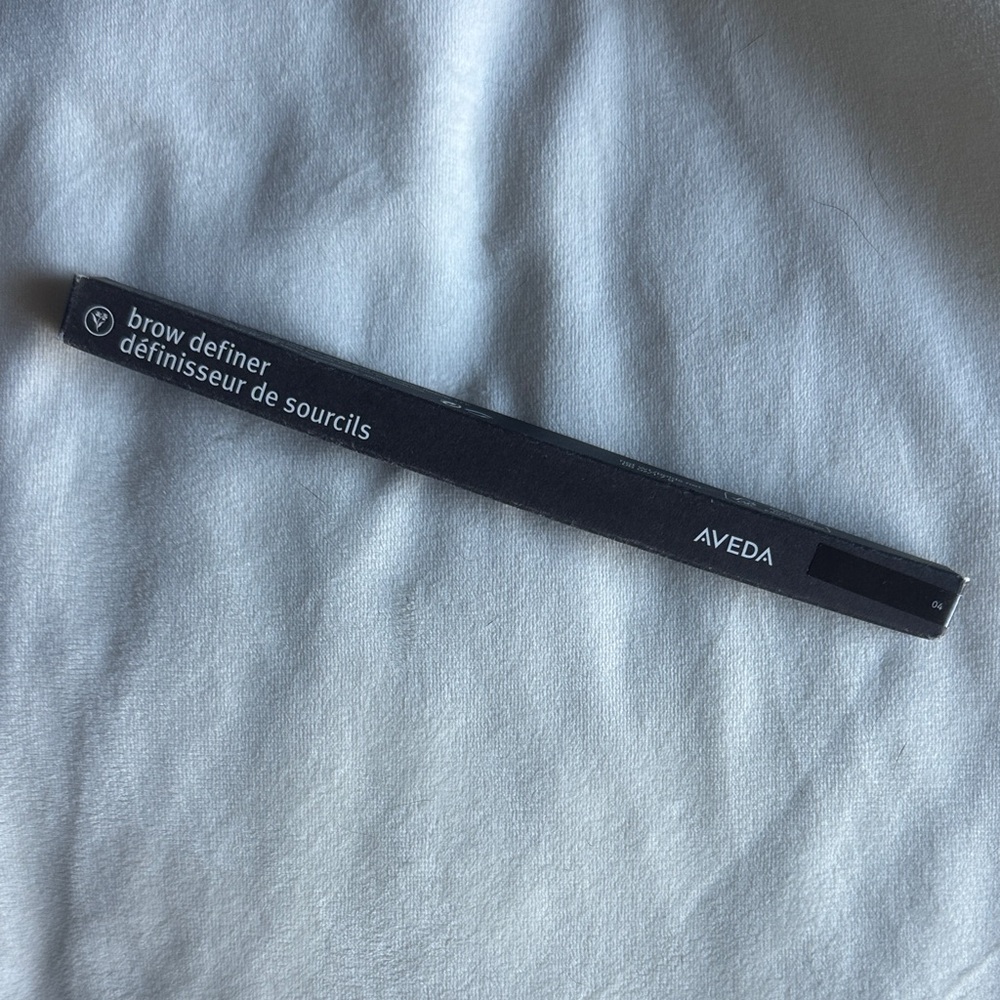 brow definer
définisseur de sourcils
AVEDA
04